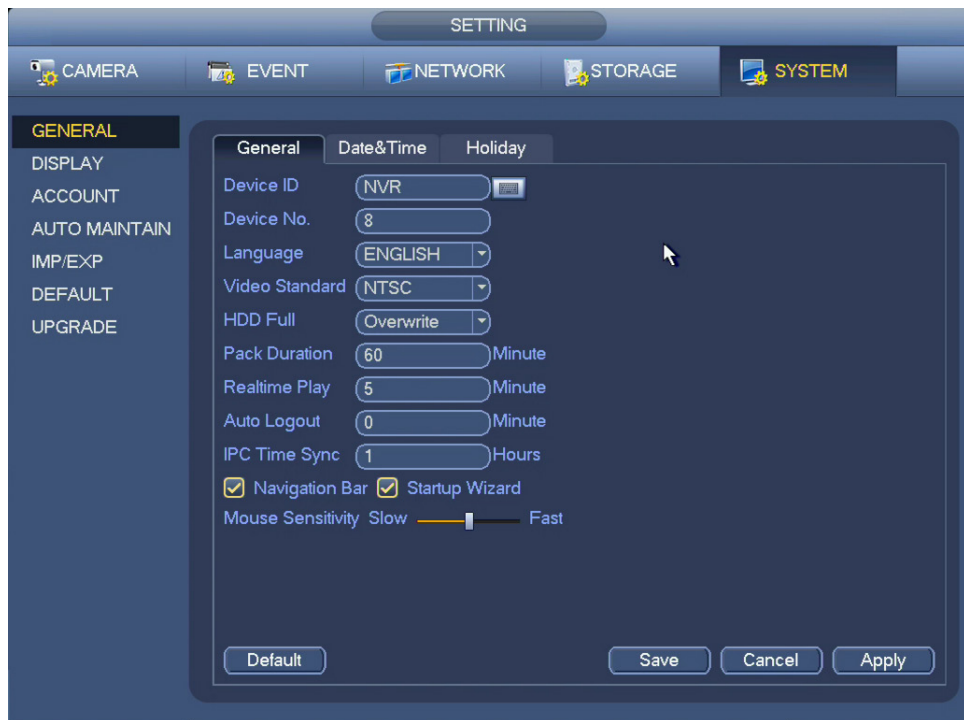 SETTING
CAMERA EVENT NETWORK STORAGE SYSTEM
GENERAL
DISPLAY
ACCOUNT
AUTO MAINTAIN
IMP/EXP
DEFAULT
UPGRADE
General Date&Time Holiday
Device ID NVR
Device No. 8
Language ENGLISH
Video Standard NTSC
HDD Full Overwrite
Pack Duration 60 Minute
Realtime Play 5 Minute
Auto Logout 0 Minute
IPC Time Sync 1 Hours
Navigation Bar Startup Wizard
Mouse Sensitivity Slow Fast
Default Save Cancel Apply